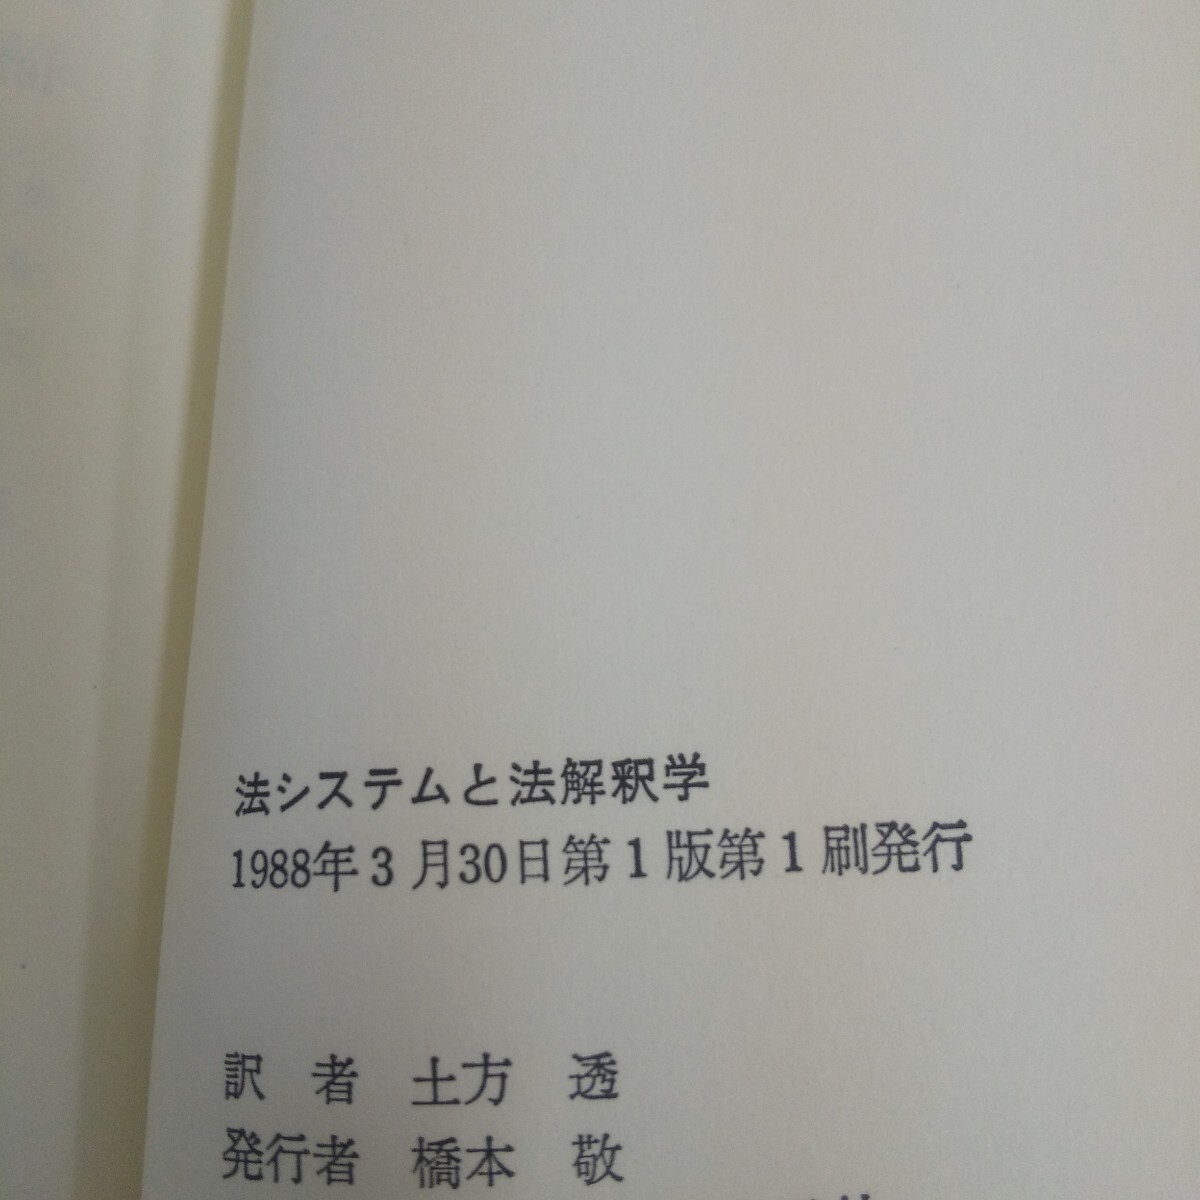 法システムと法解釈学
1988年3月30日第1版第1刷発行
訳 者 土方 透
発行者 橋本 敬